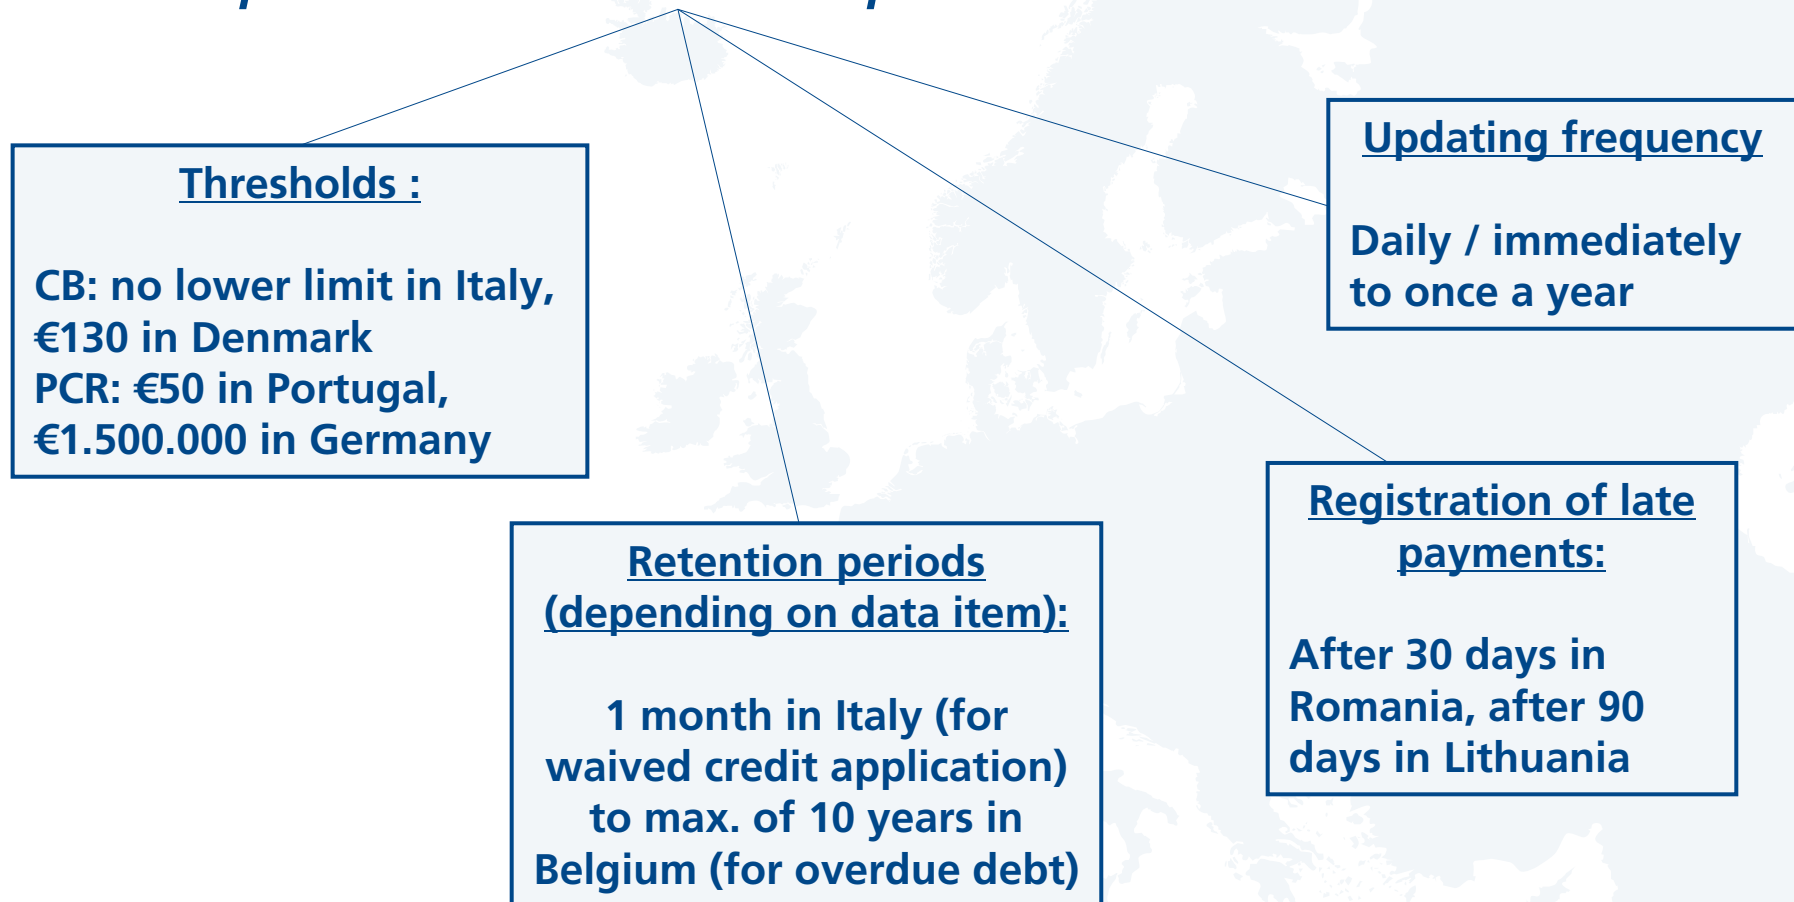 Thresholds :
CB: no lower limit in Italy,
€130 in Denmark
PCR: €50 in Portugal,
€1.500.000 in Germany
Updating frequency
Daily / immediately
to once a year
Retention periods
(depending on data item):
1 month in Italy (for
waived credit application)
to max. of 10 years in
Belgium (for overdue debt)
Registration of late
payments:
After 30 days in
Romania, after 90
days in Lithuania